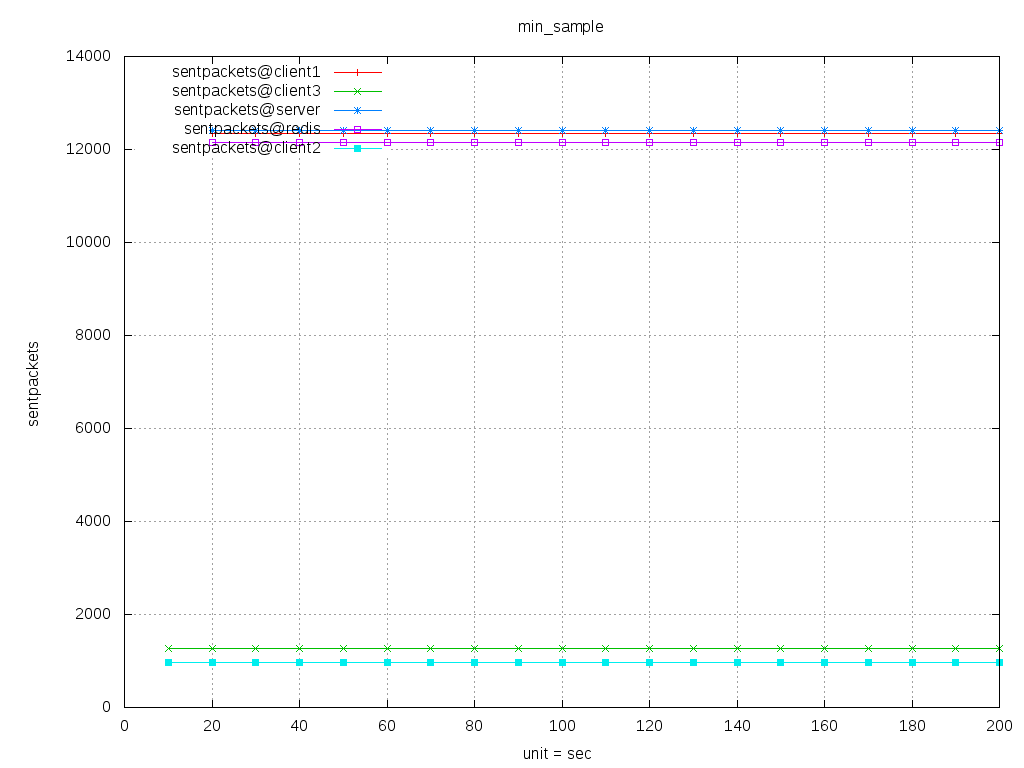 min_sample
14000
12000
10000
8000
6000
4000
2000
0
sentpackets@client1
sentpackets@client3
sentpackets@server
sentpackets@redis
sentpackets@client2
sentpackets
0 20 40 60 80 100 120 140 160 180 200
unit = sec